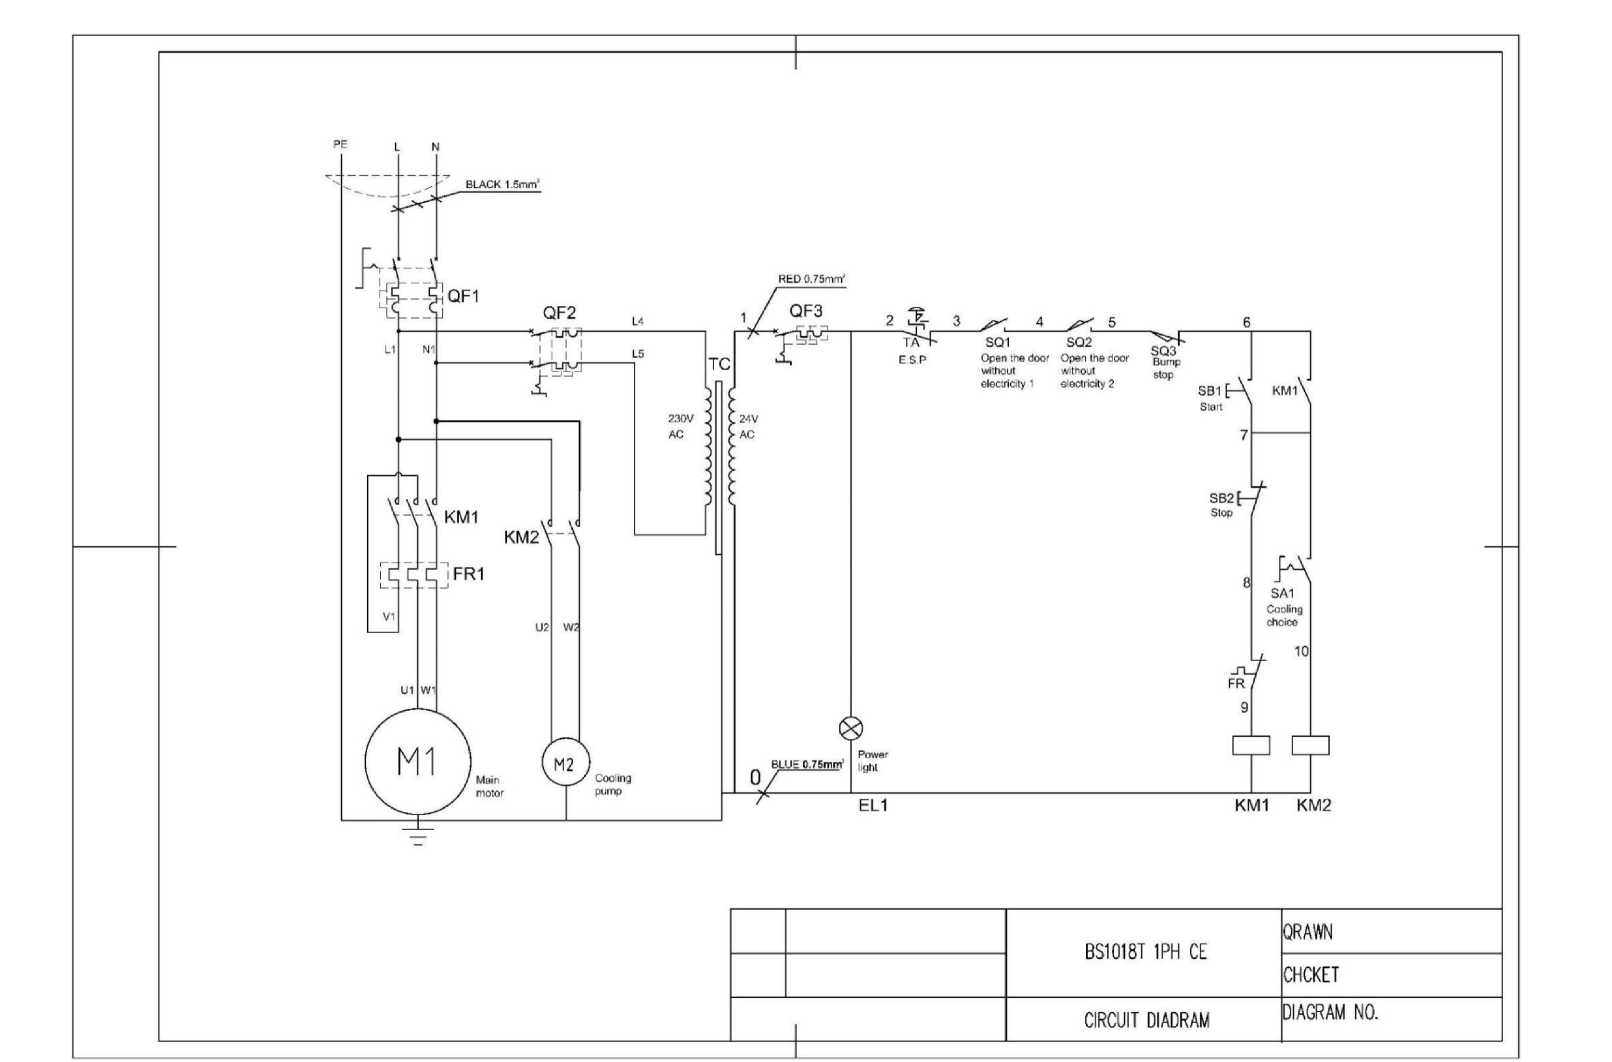 PE
L
N
BLACK 1.5mm²
QF1
L1
N1
QF2
L4
L5
TC
230V
AC
24V
AC
1
RED 0.75mm²
QF3
2
TA
E.S.P
3
SQ1
Open the door
without
electricity 1
4
SQ2
Open the door
without
electricity 2
5
SQ3
Bump
stop
6
SB1
Start
KM1
7
SB2
Stop
8
SA1
Cooling
choice
10
FR
9
KM1
KM2
KM1
FR1
V1
U1
W1
M1
Main
motor
KM2
U2
W2
M2
Cooling
pump
0
BLUE 0.75mm²
Power
light
EL1
BS1018T 1PH CE
CIRCUIT DIADRAM
QRAWN
CHCKET
DIAGRAM NO.